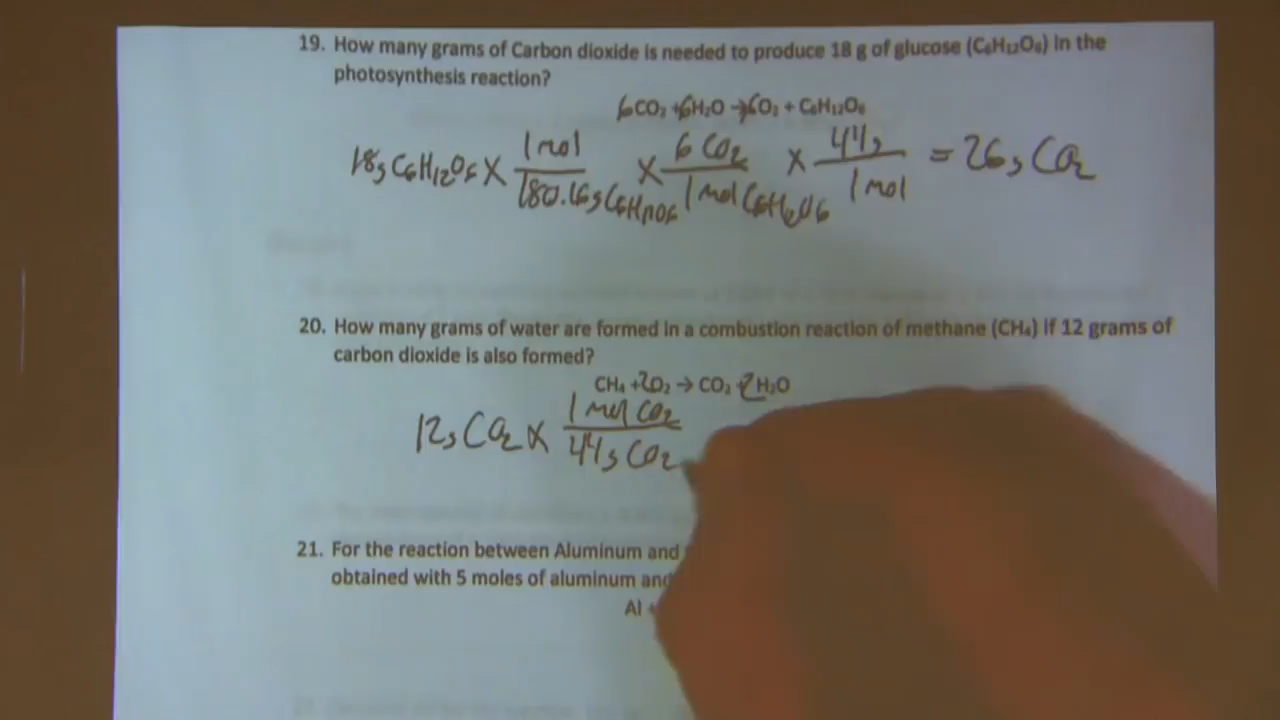 19. How many grams of Carbon dioxide is needed to produce 18 g of glucose (C₆H₁₂O₆) in the
photosynthesis reaction?
6CO₂ + 6H₂O → 6O₂ + C₆H₁₂O₆
1 mol 6 CO₂ 44g
18g C₆H₁₂O₆ × × × = 26g CO₂
180.16g C₆H₁₂O₆ 1 mol C₆H₁₂O₆ 1 mol
20. How many grams of water are formed in a combustion reaction of methane (CH₄) if 12 grams of
carbon dioxide is also formed?
CH₄ + 2O₂ → CO₂ + 2H₂O
1 mol CO₂
12g CO₂ ×
44g CO₂
21. For the reaction between Aluminum and
obtained with 5 moles of aluminum and
Al +